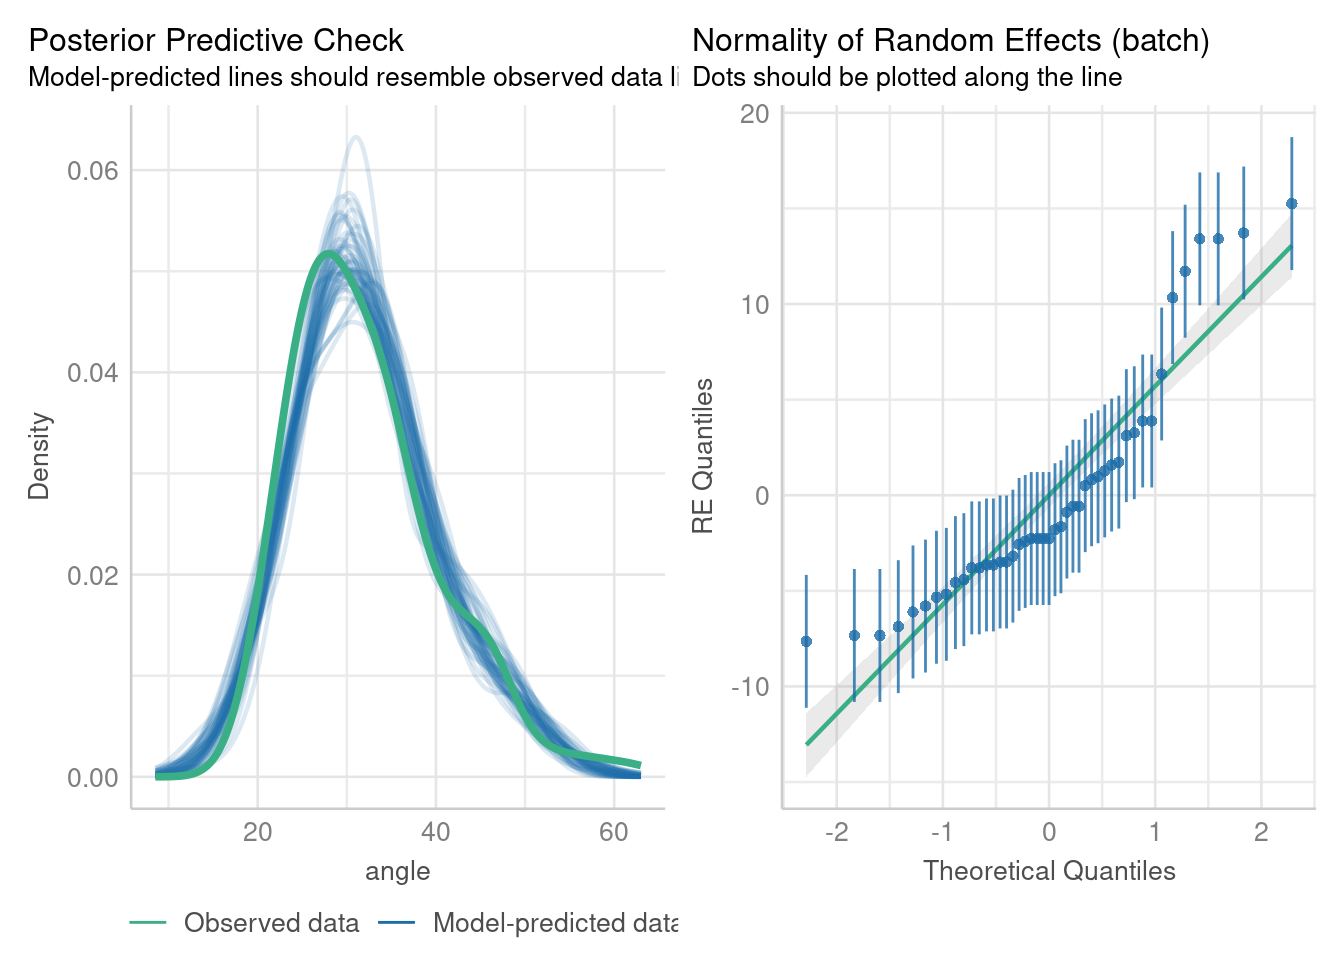 Posterior Predictive Check
Model-predicted lines should resemble observed data li
0.06
0.04
0.02
0.00
Density
20 40 60
angle
Observed data Model-predicted data
Normality of Random Effects (batch)
Dots should be plotted along the line
20
10
0
-10
RE Quantiles
-2 -1 0 1 2
Theoretical Quantiles